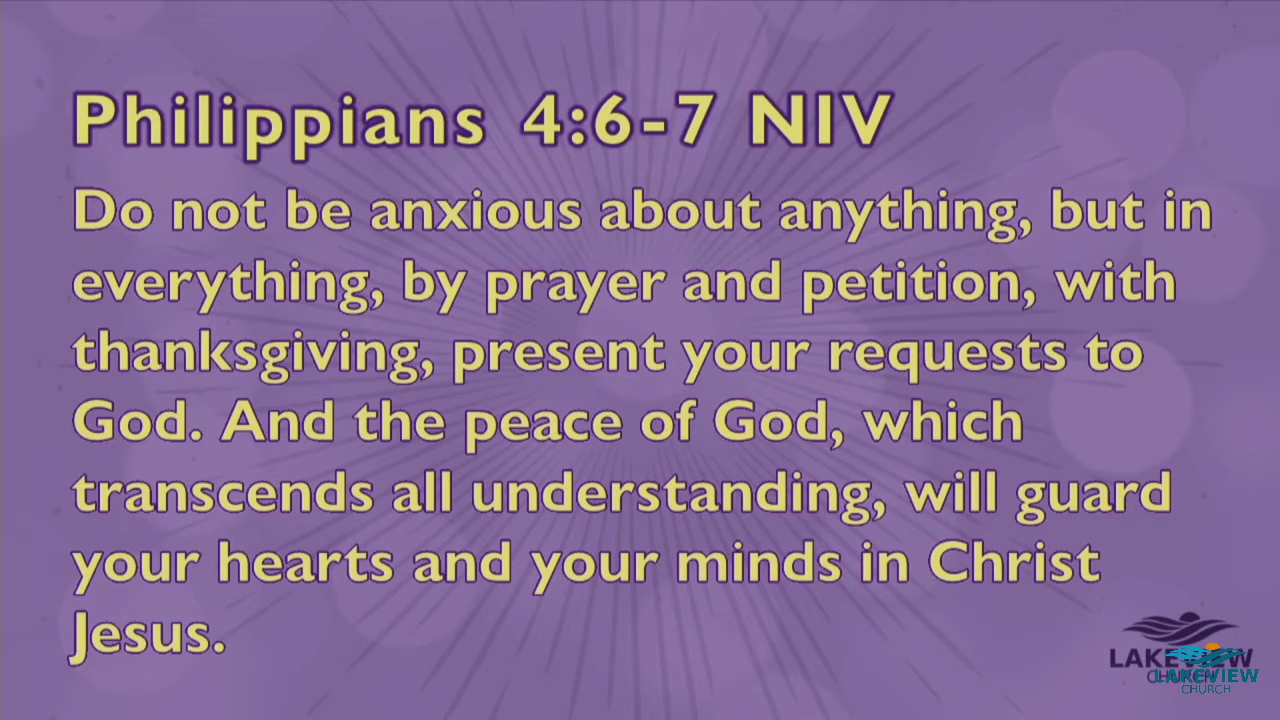 Philippians 4:6-7 NIV
Do not be anxious about anything, but in
everything, by prayer and petition, with
thanksgiving, present your requests to
God. And the peace of God, which
transcends all understanding, will guard
your hearts and your minds in Christ
Jesus.
LAKEVIEW
CHURCH
LAKEVIEW
CHURCH